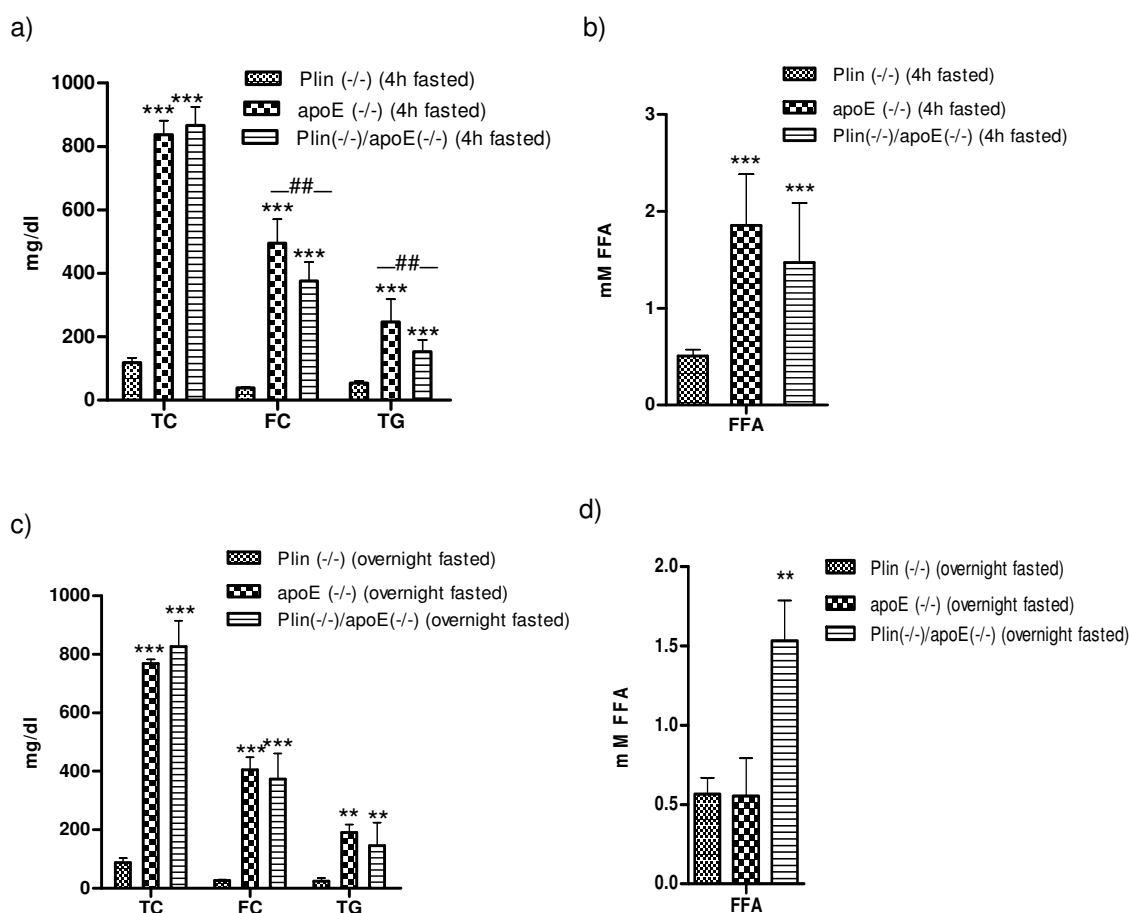 a)
Plin (-/-) (4h fasted)
apoE (-/-) (4h fasted)
Plin(-/-)/apoE(-/-) (4h fasted)
1000
800
600
400
200
0
mg/dl
*** ***
##
***
***
##
***
***
TC FC TG
b)
Plin (-/-) (4h fasted)
apoE (-/-) (4h fasted)
Plin(-/-)/apoE(-/-) (4h fasted)
3
2
1
0
mM FFA
***
***
FFA
c)
Plin (-/-) (overnight fasted)
apoE (-/-) (overnight fasted)
Plin(-/-)/apoE(-/-) (overnight fasted)
1000
800
600
400
200
0
mg/dl
***
***
*** ***
** **
TC FC TG
d)
Plin (-/-) (overnight fasted)
apoE (-/-) (overnight fasted)
Plin(-/-)/apoE(-/-) (overnight fasted)
2.0
1.5
1.0
0.5
0.0
mM FFA
**
FFA